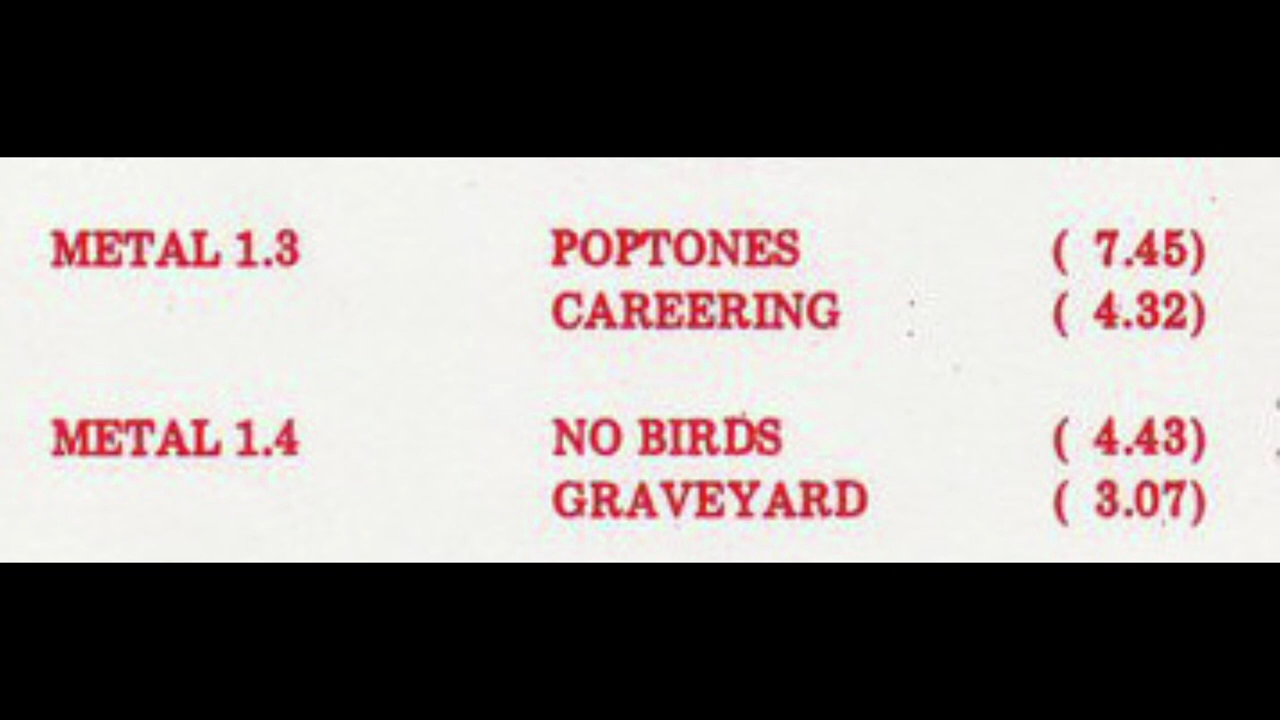 METAL 1.3 POPTONES ( 7.45)
CAREERING ( 4.32)
METAL 1.4 NO BIRDS ( 4.43)
GRAVEYARD ( 3.07)